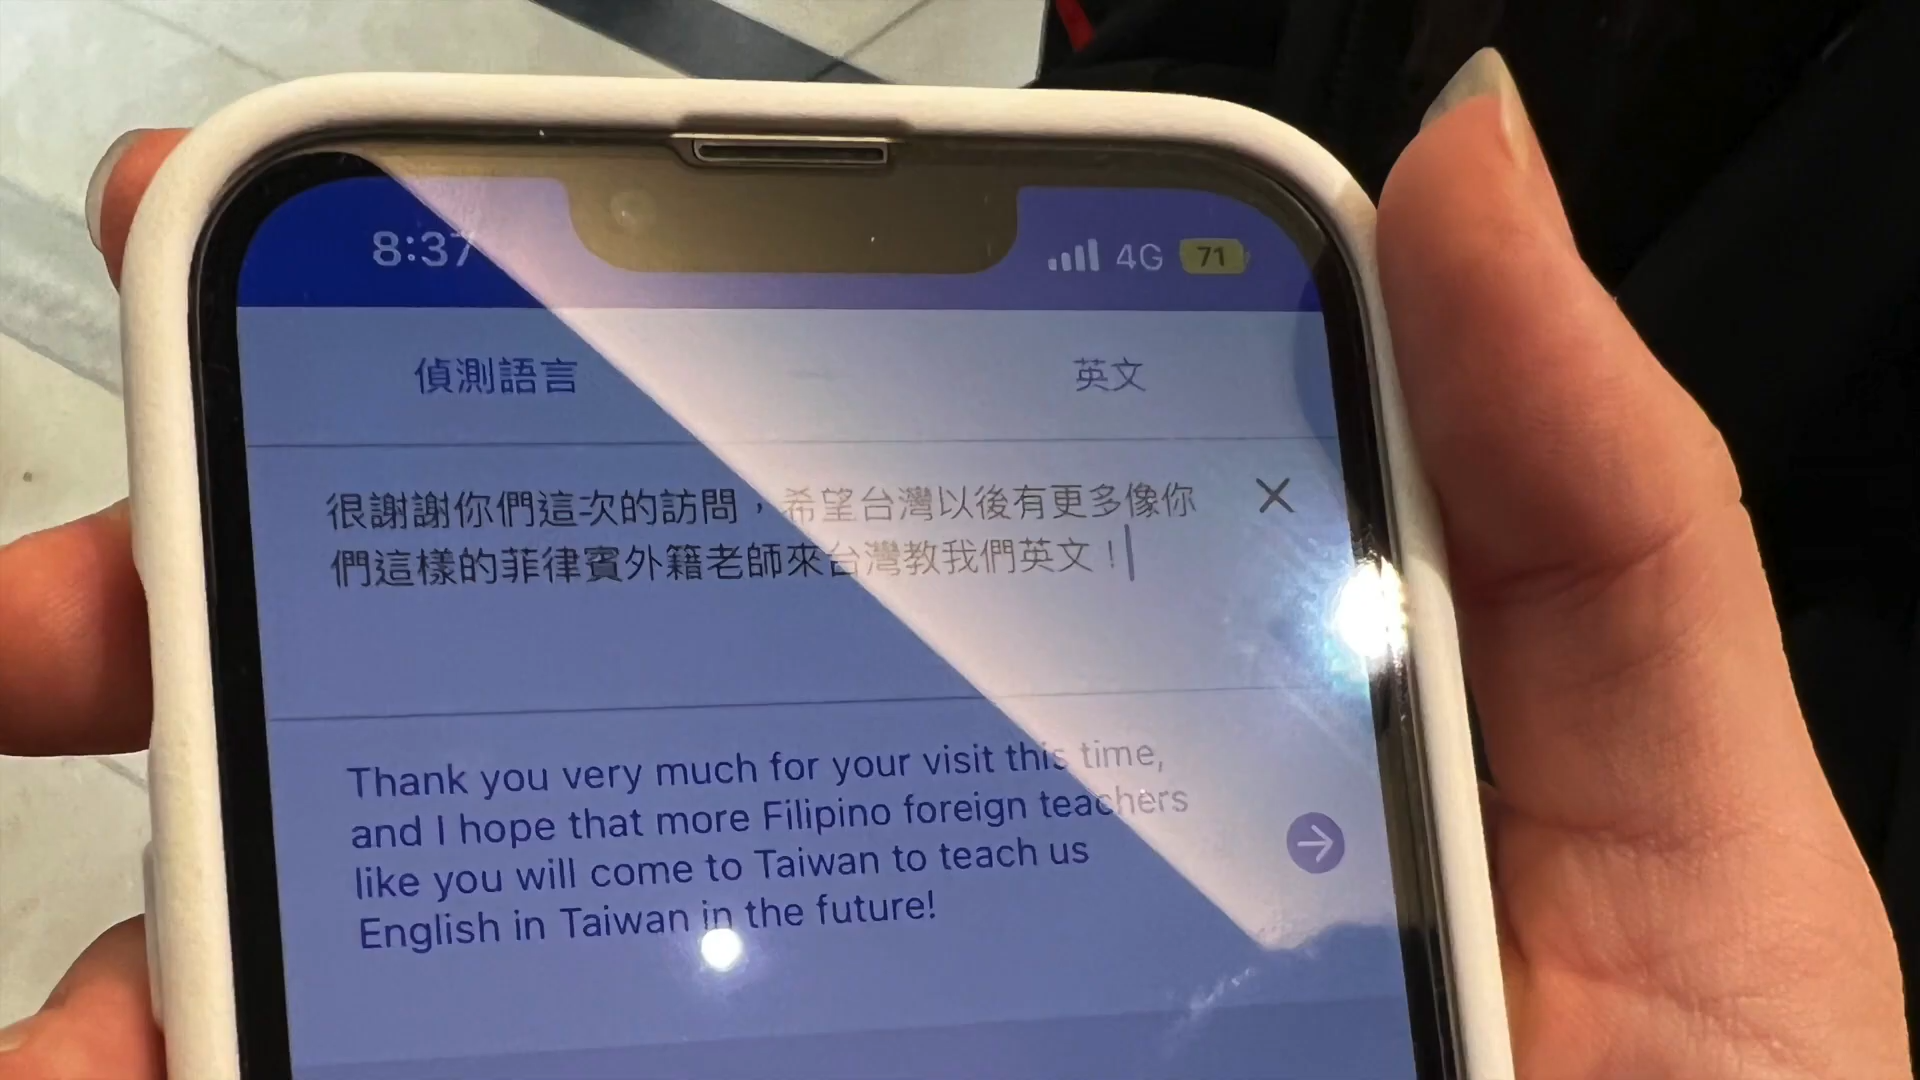 8:37
4G 71
偵測語言
英文
很謝謝你們這次的訪問，希望台灣以後有更多像你
們這樣的菲律賓外籍老師來台灣教我們英文！
Thank you very much for your visit this time,
and I hope that more Filipino foreign teachers
like you will come to Taiwan to teach us
English in Taiwan in the future!